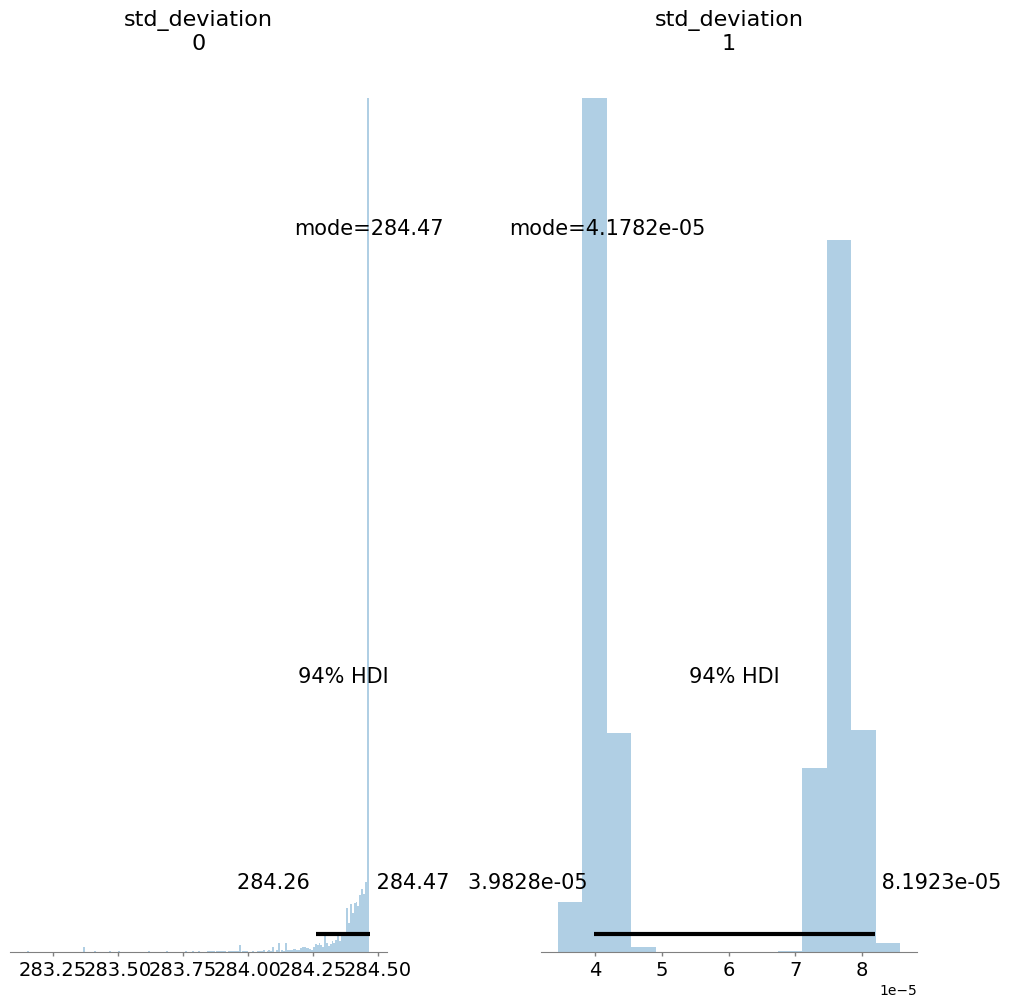 std_deviation
0
std_deviation
1
mode=284.47
mode=4.1782e-05
94% HDI
94% HDI
284.26
284.47
3.9828e-05
8.1923e-05
283.25
283.50
283.75
284.00
284.25
284.50
4
5
6
7
8
1e−5